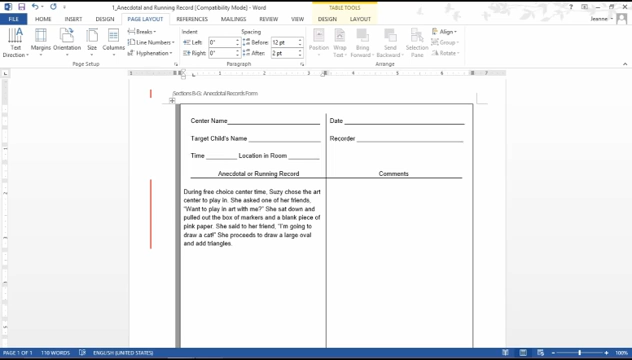 1_Anecdotal and Running Record [Compatibility Mode] - Word
TABLE TOOLS
FILE HOME INSERT DESIGN PAGE LAYOUT REFERENCES MAILINGS REVIEW VIEW DESIGN LAYOUT
Jeanne
Text Direction Margins Orientation Size Columns
Breaks
Line Numbers
Hyphenation
Page Setup
Indent Spacing
Left: 0" Before: 12 pt
Right: 0" After: 2 pt
Paragraph
Position Wrap Text Bring Forward Send Backward Selection Pane
Align
Group
Rotate
Arrange
Sections B-G: Anecdotal Records Form
Center Name Date
Target Child's Name Recorder
Time Location in Room
Anecdotal or Running Record Comments
During free choice center time, Suzy chose the art
center to play in. She asked one of her friends,
"Want to play in art with me?" She sat down and
pulled out the box of markers and a blank piece of
pink paper. She said to her friend, "I'm going to
draw a cat!" She proceeds to draw a large oval
and add triangles.
PAGE 1 OF 1 110 WORDS ENGLISH (UNITED STATES) 100%